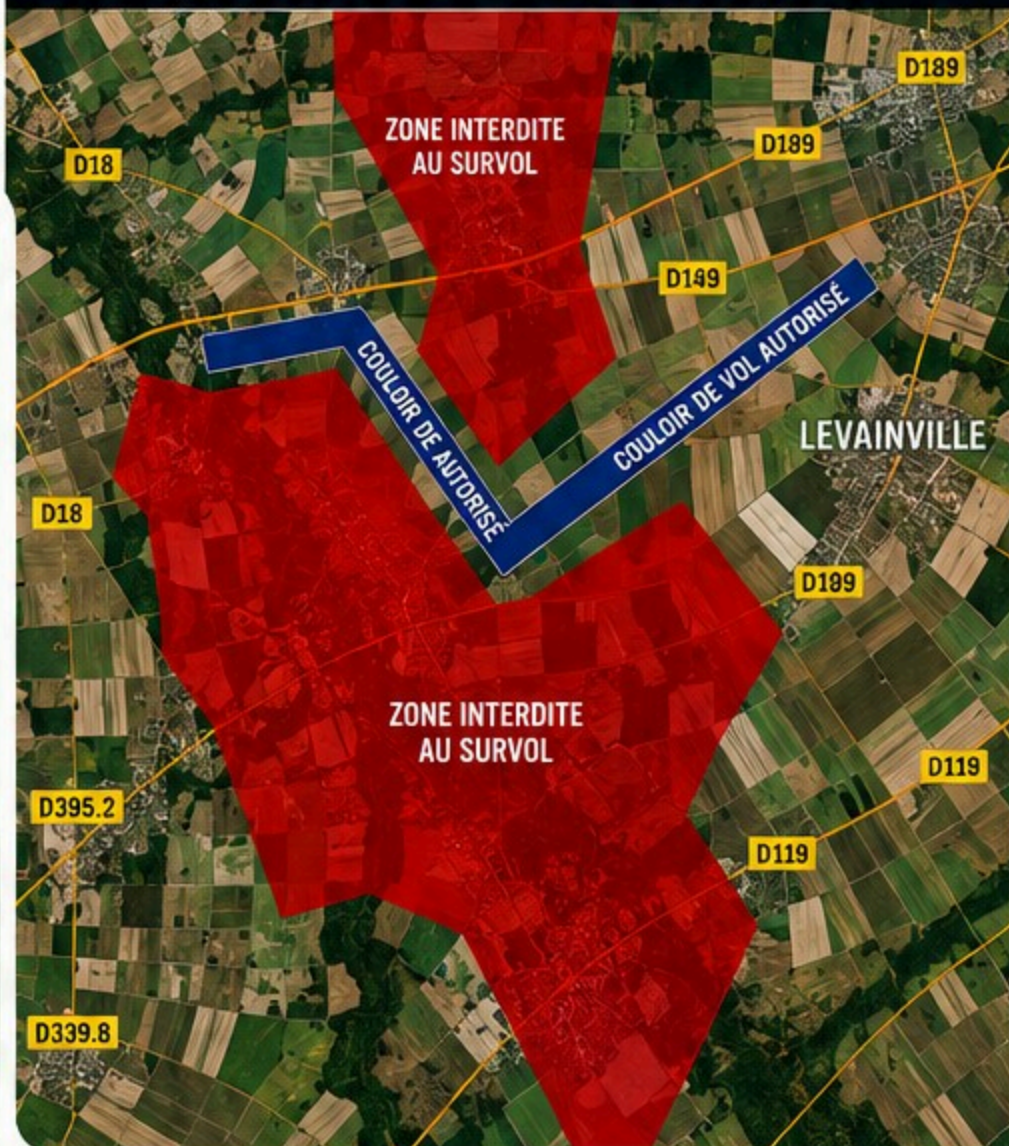 D189
ZONE INTERDITE
AU SURVOL
D189
D18
D149
COULOIR DE AUTORISÉ
COULOIR DE VOL AUTORISÉ
LEVAINVILLE
D18
D189
ZONE INTERDITE
AU SURVOL
D119
D395.2
D119
D339.8